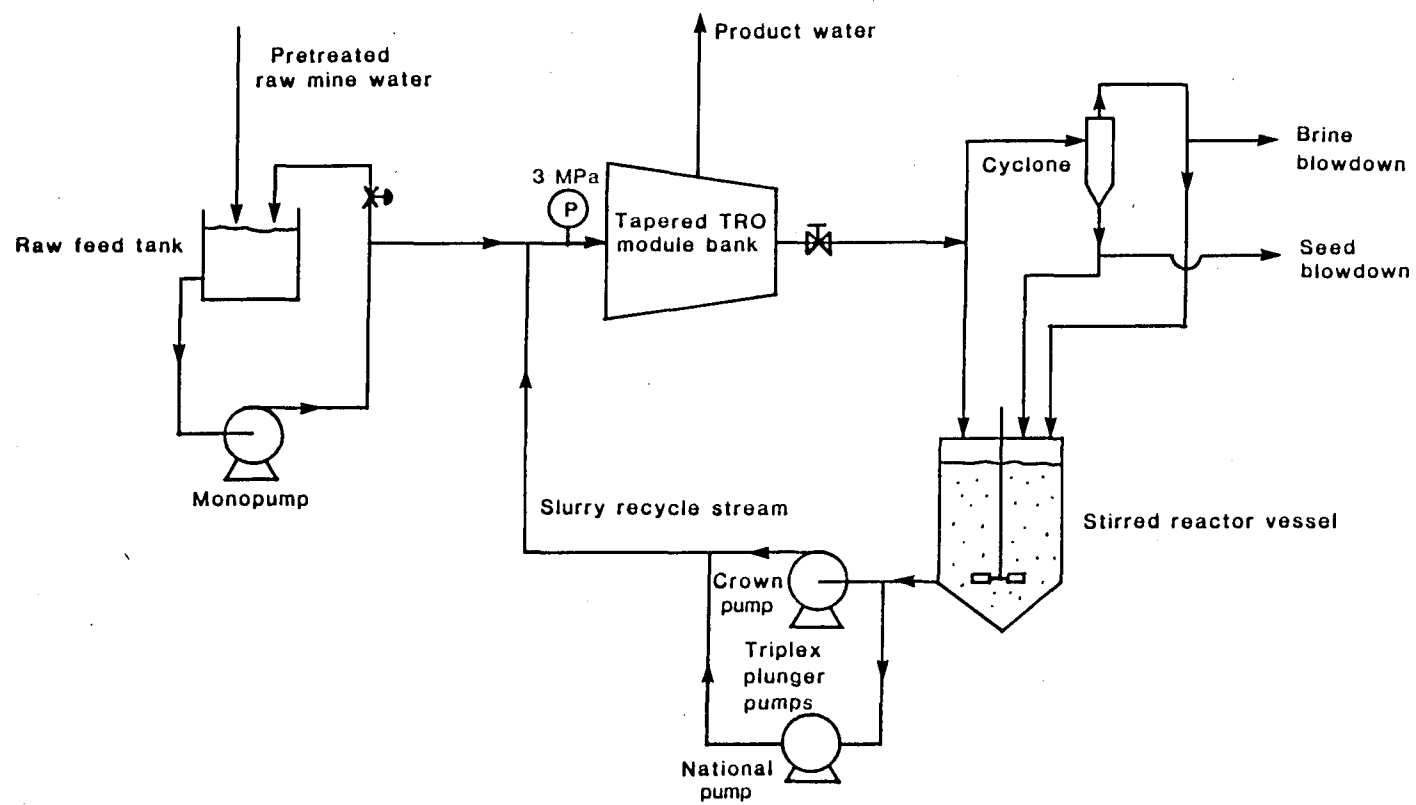 Product water
Pretreated
raw mine water
3 MPa
P
Tapered TRO
module bank
Raw feed tank
Cyclone
Brine
blowdown
Seed
blowdown
Monopump
Slurry recycle stream
Stirred reactor vessel
Crown
pump
Triplex
plunger
pumps
National
pump